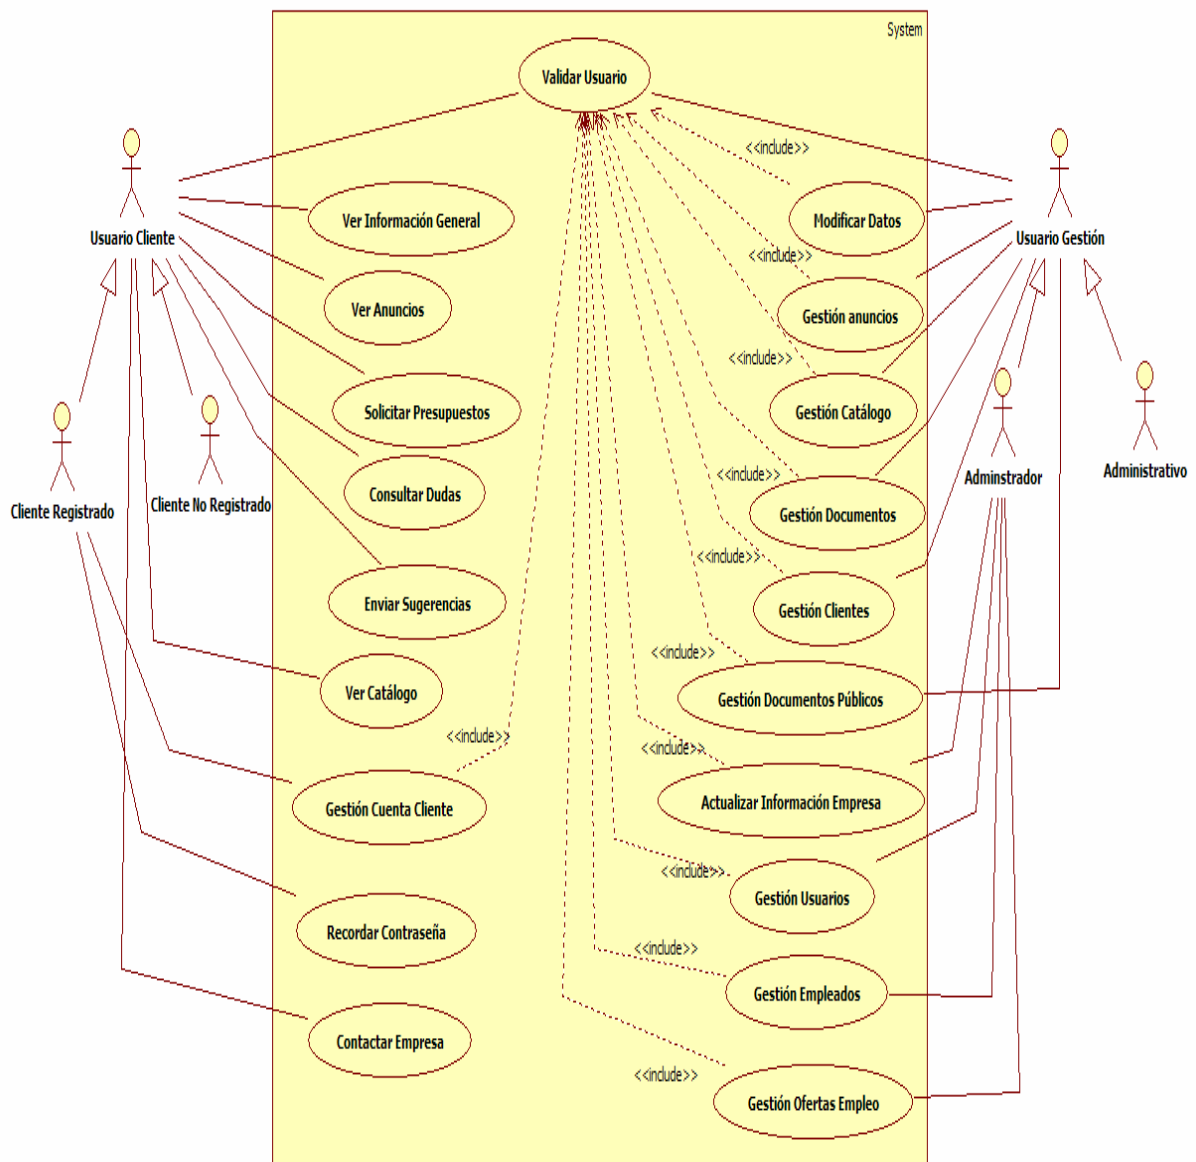 System
Validar Usuario
<<include>>
Ver Información General
Modificar Datos
Usuario Cliente
Usuario Gestión
<<include>>
Ver Anuncios
Gestión anuncios
<<include>>
Solicitar Presupuestos
Gestión Catálogo
<<include>>
Administrativo
Adminstrador
Consultar Dudas
Cliente No Registrado
Cliente Registrado
Gestión Documentos
<<include>>
Enviar Sugerencias
Gestión Clientes
<<include>>
Ver Catálogo
Gestión Documentos Públicos
<<include>>
<<include>>
Gestión Cuenta Cliente
Actualizar Información Empresa
<<include>>
Gestión Usuarios
Recordar Contraseña
<<include>>
Gestión Empleados
Contactar Empresa
<<include>>
Gestión Ofertas Empleo